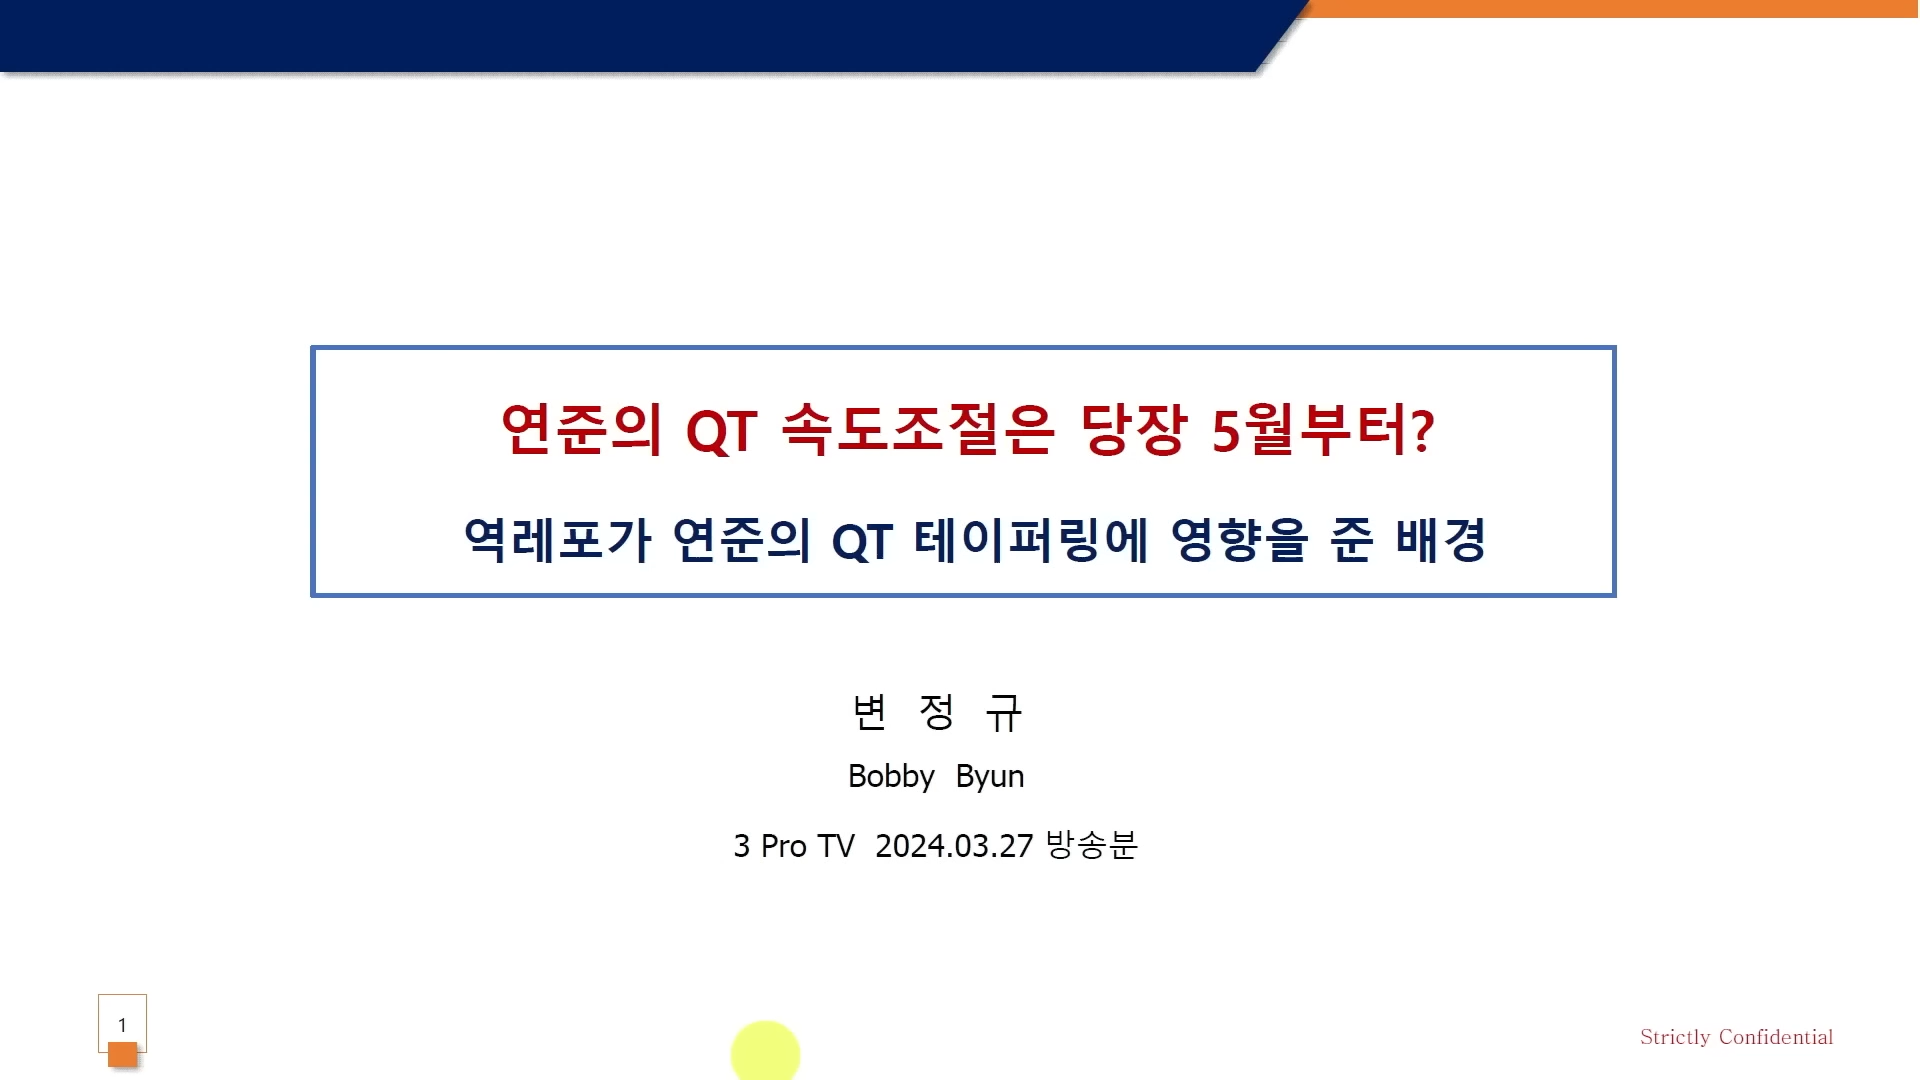 연준의 QT 속도조절은 당장 5월부터?
역레포가 연준의 QT 테이퍼링에 영향을 준 배경
변 정 규
Bobby Byun
3 Pro TV 2024.03.27 방송분
1
Strictly Confidential